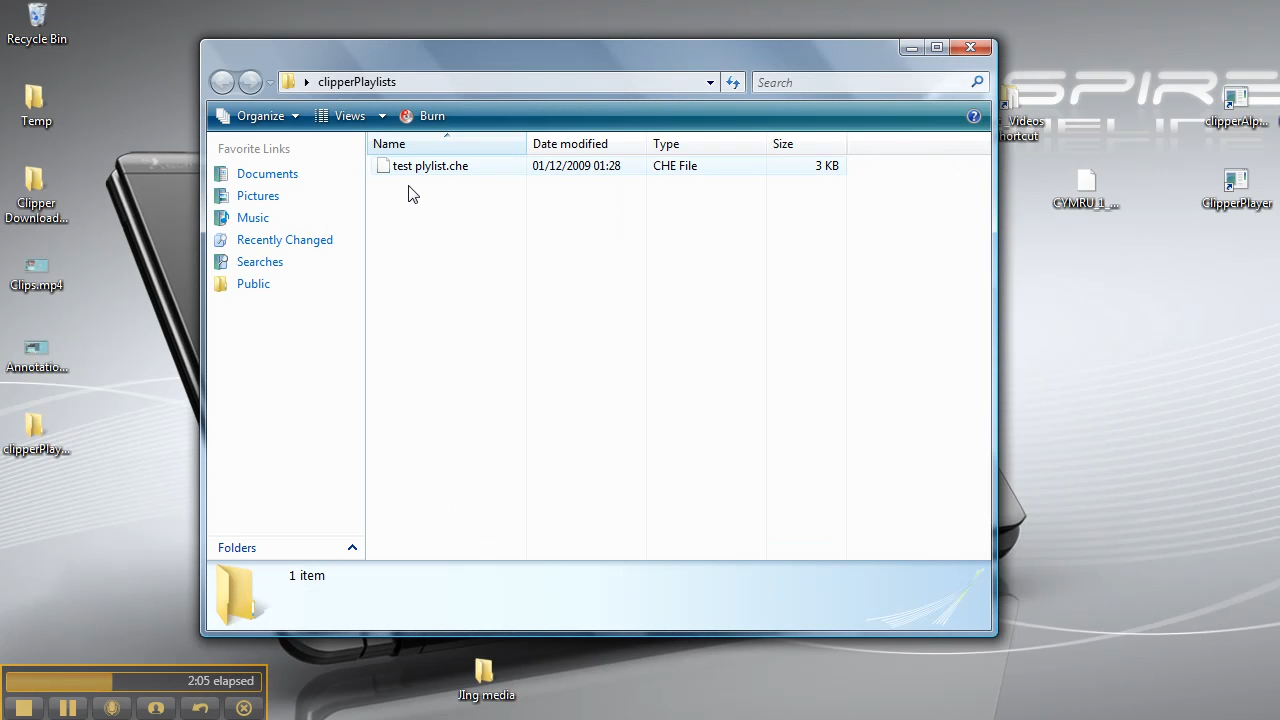 Recycle Bin
Temp
Clipper
Download...
Clips.mp4
Annotatio...
clipperPlay...
clipperPlaylists
Search
Organize
Views
Burn
Favorite Links
Documents
Pictures
Music
Recently Changed
Searches
Public
Folders
Name
Date modified
Type
Size
test plylist.che
01/12/2009 01:28
CHE File
3 KB
1 item
SPIRE
_Videos
hortcut
clipperAlp...
CYMRU_1_...
ClipperPlayer
JIng media
2:05 elapsed